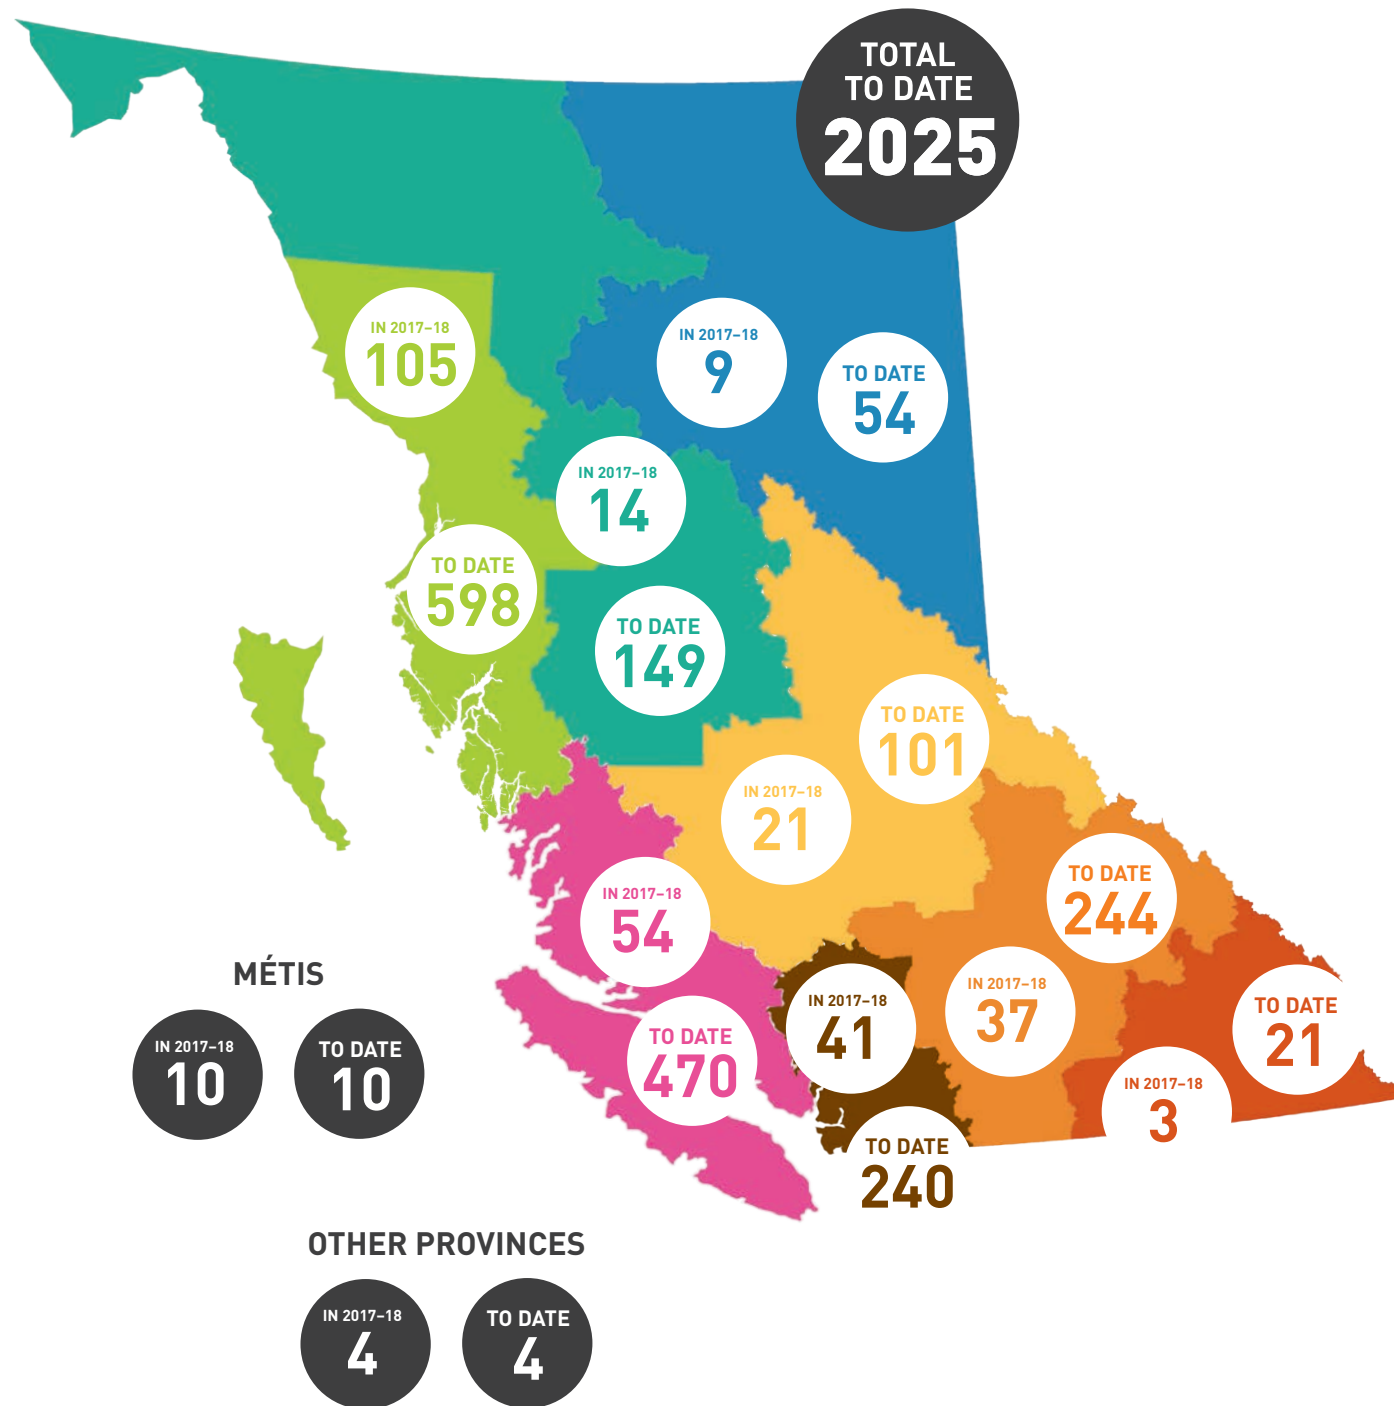 TOTAL
TO DATE
2025
IN 2017–18
105
IN 2017–18
9
TO DATE
54
IN 2017–18
14
TO DATE
598
TO DATE
149
TO DATE
101
IN 2017–18
21
TO DATE
244
IN 2017–18
54
IN 2017–18
41
IN 2017–18
37
TO DATE
21
TO DATE
470
IN 2017–18
3
TO DATE
240
MÉTIS
IN 2017–18
10
TO DATE
10
OTHER PROVINCES
IN 2017–18
4
TO DATE
4